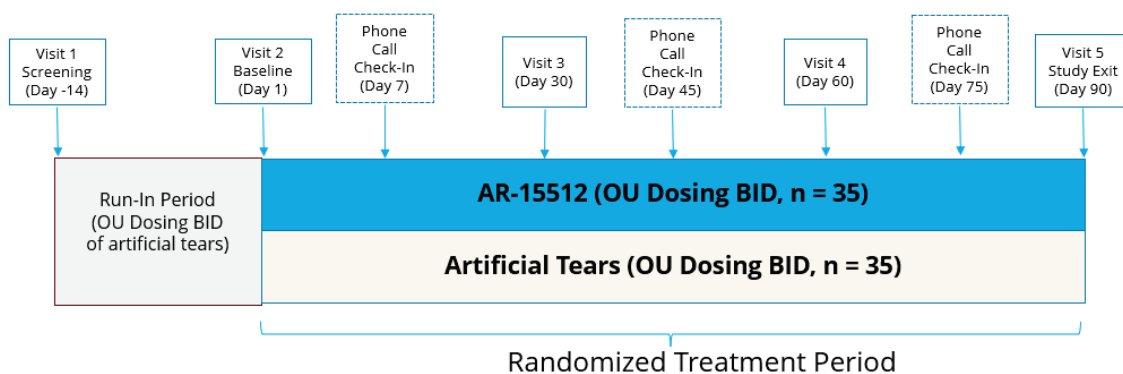 Visit 1
Screening
(Day -14)
Visit 2
Baseline
(Day 1)
Phone
Call
Check-In
(Day 7)
Visit 3
(Day 30)
Phone
Call
Check-In
(Day 45)
Visit 4
(Day 60)
Phone
Call
Check-In
(Day 75)
Visit 5
Study Exit
(Day 90)
Run-In Period
(OU Dosing BID
of artificial tears)
AR-15512 (OU Dosing BID, n = 35)
Artificial Tears (OU Dosing BID, n = 35)
Randomized Treatment Period